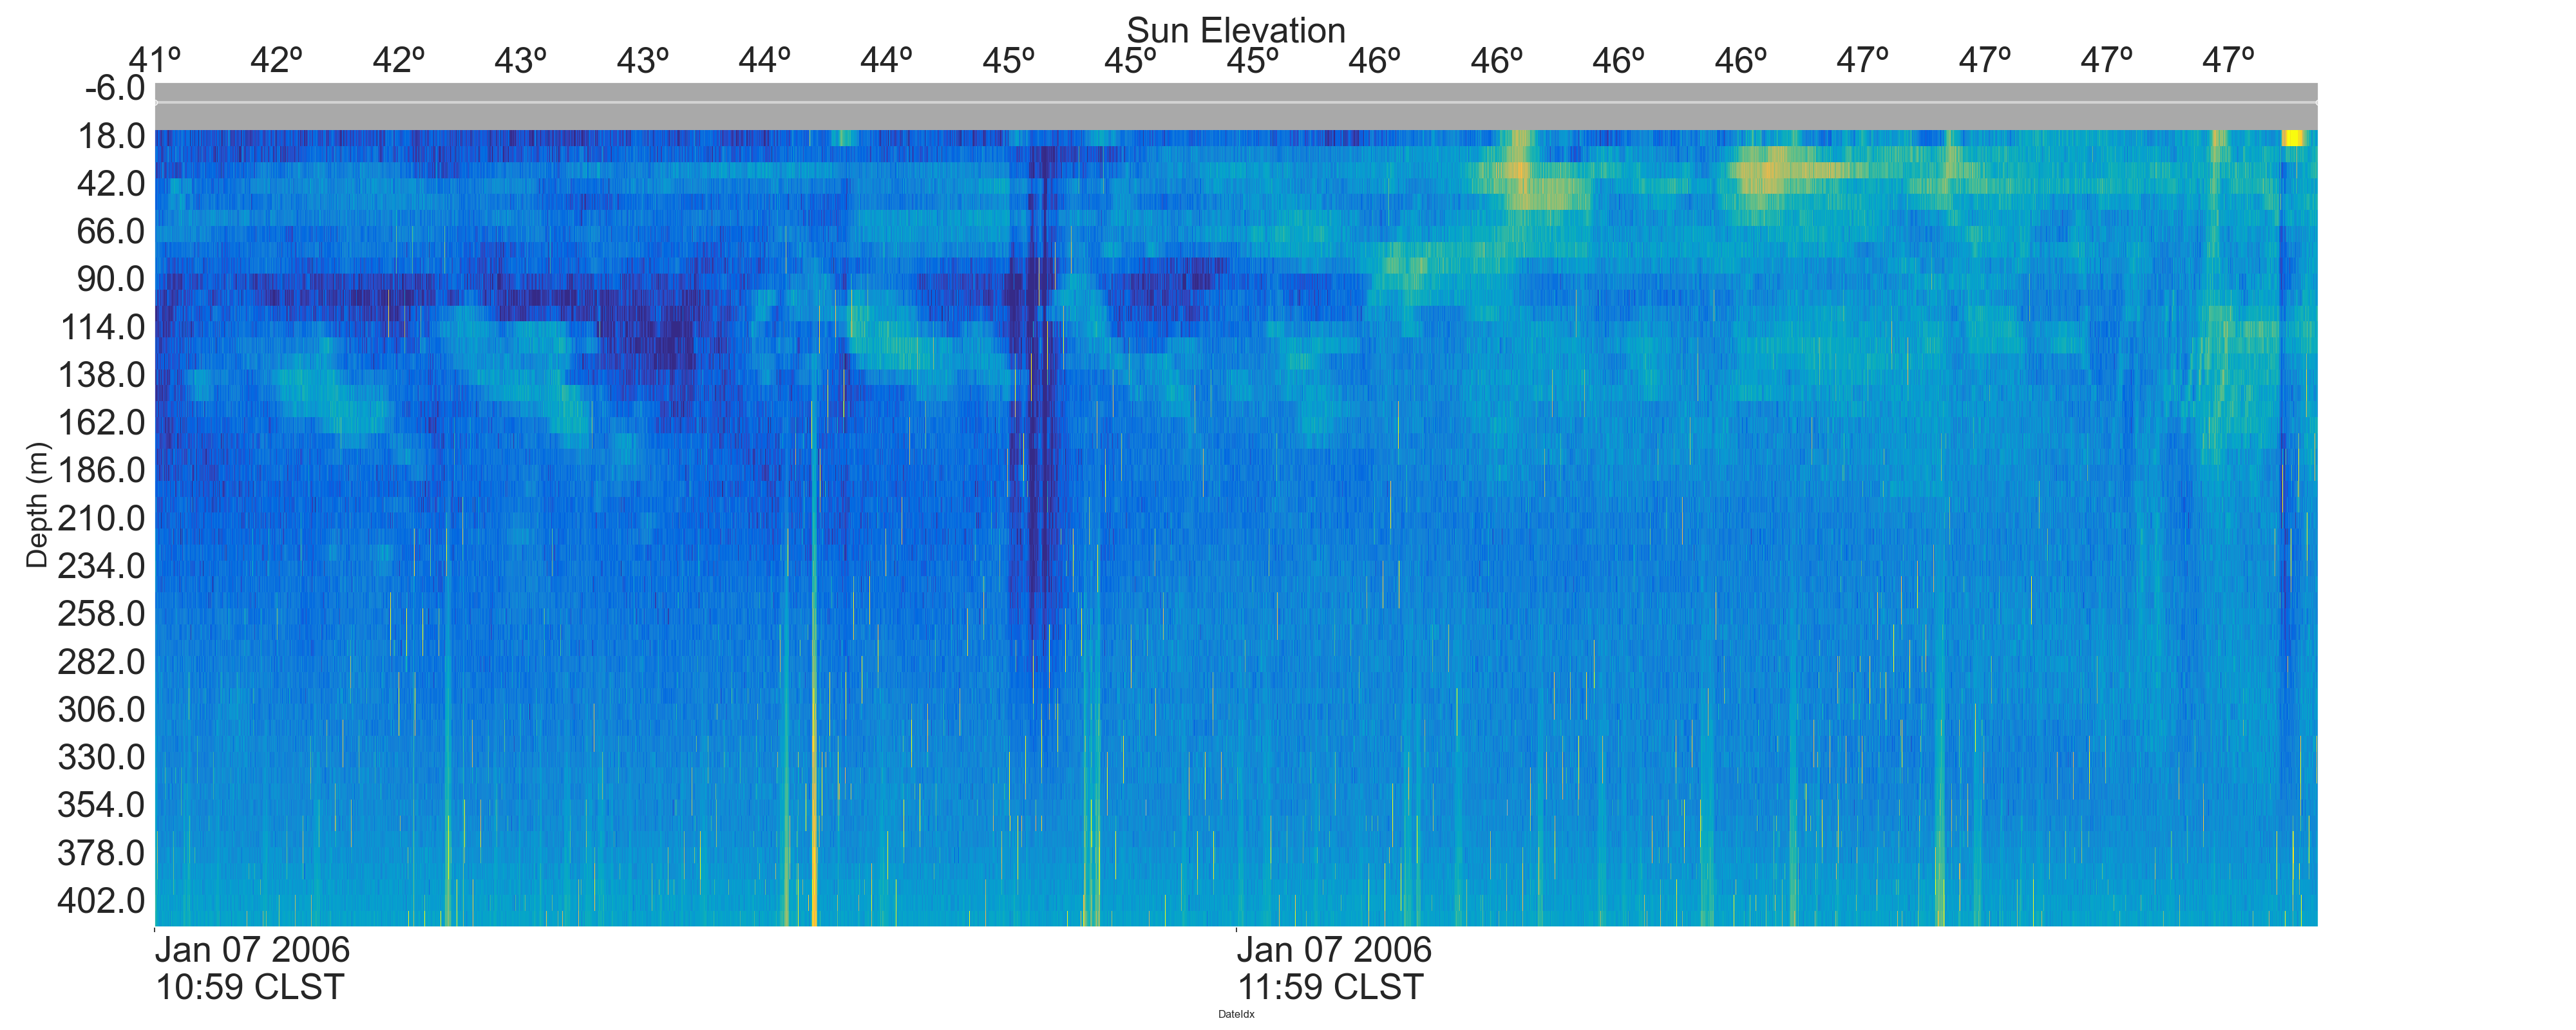 Sun Elevation
41º 42º 42º 43º 43º 44º 44º 45º 45º 45º 46º 46º 46º 46º 47º 47º 47º 47º
-6.0
18.0
42.0
66.0
90.0
114.0
138.0
162.0
186.0
210.0
234.0
258.0
282.0
306.0
330.0
354.0
378.0
402.0
Depth (m)
Jan 07 2006
10:59 CLST
Jan 07 2006
11:59 CLST
DateIdx